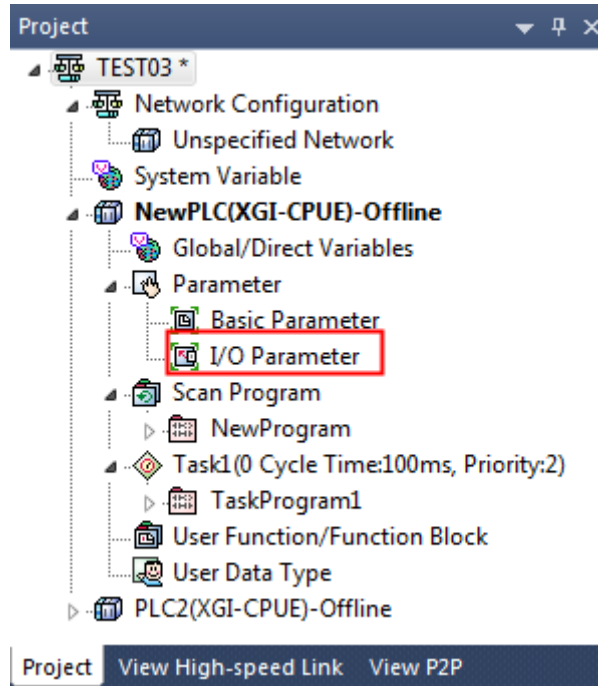 Project
TEST03 *
Network Configuration
Unspecified Network
System Variable
NewPLC(XGI-CPUE)-Offline
Global/Direct Variables
Parameter
Basic Parameter
I/O Parameter
Scan Program
NewProgram
Task1(0 Cycle Time:100ms, Priority:2)
TaskProgram1
User Function/Function Block
User Data Type
PLC2(XGI-CPUE)-Offline
Project View High-speed Link View P2P